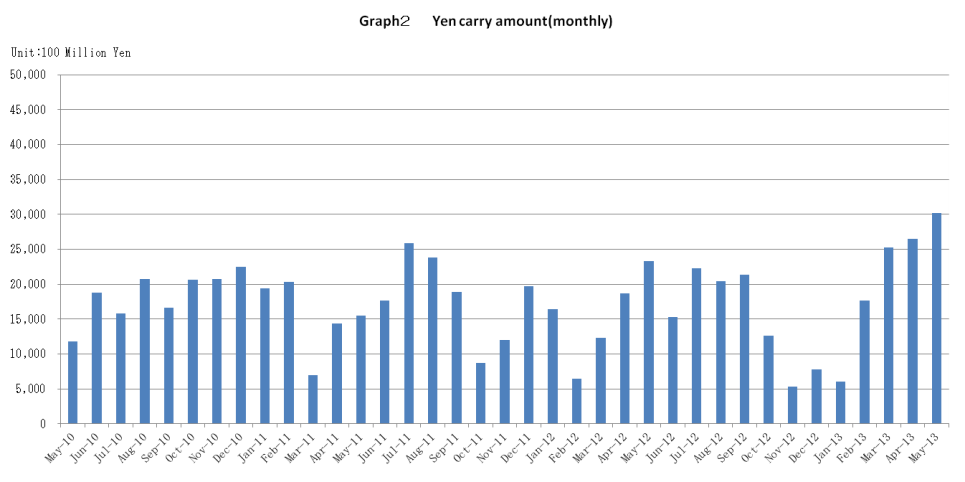 Graph２ Yen carry amount(monthly)
Unit:100 Million Yen
50,000
45,000
40,000
35,000
30,000
25,000
20,000
15,000
10,000
5,000
0
May-10
Jun-10
Jul-10
Aug-10
Sep-10
Oct-10
Nov-10
Dec-10
Jan-11
Feb-11
Mar-11
Apr-11
May-11
Jun-11
Jul-11
Aug-11
Sep-11
Oct-11
Nov-11
Dec-11
Jan-12
Feb-12
Mar-12
Apr-12
May-12
Jun-12
Jul-12
Aug-12
Sep-12
Oct-12
Nov-12
Dec-12
Jan-13
Feb-13
Mar-13
Apr-13
May-13